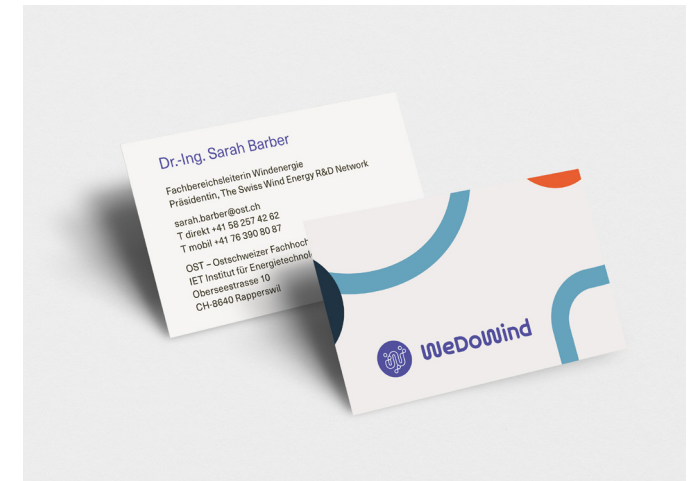 Dr.-Ing. Sarah Barber
Fachbereichsleiterin Windenergie
Präsidentin, The Swiss Wind Energy R&D Network
sarah.barber@ost.ch
T direkt +41 58 257 42 62
T mobil +41 76 390 80 87
OST – Ostschweizer Fachhoch
IET Institut für Energietechnol
Oberseestrasse 10
CH-8640 Rapperswil
WeDoWind